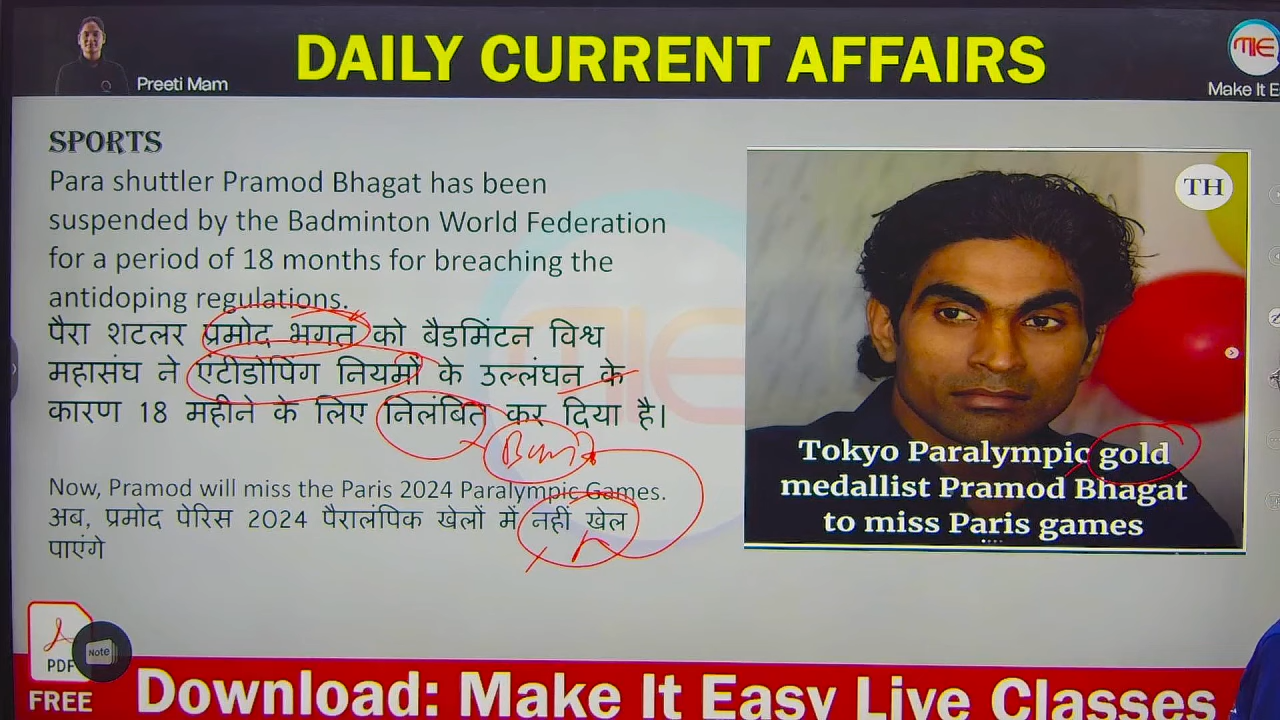 DAILY CURRENT AFFAIRS
Preeti Mam
MIE
Make It E
SPORTS
Para shuttler Pramod Bhagat has been
suspended by the Badminton World Federation
for a period of 18 months for breaching the
antidoping regulations.
पैरा शटलर प्रमोद भगत को बैडमिंटन विश्व
महासंघ ने एंटीडोपिंग नियमों के उल्लंघन के
कारण 18 महीने के लिए निलंबित कर दिया है।
Ban
Now, Pramod will miss the Paris 2024 Paralympic Games.
अब, प्रमोद पेरिस 2024 पैरालंपिक खेलों में नहीं खेल
पाएंगे
TH
Tokyo Paralympic gold
medallist Pramod Bhagat
to miss Paris games
PDF
Note
FREE
Download: Make It Easy Live Classes